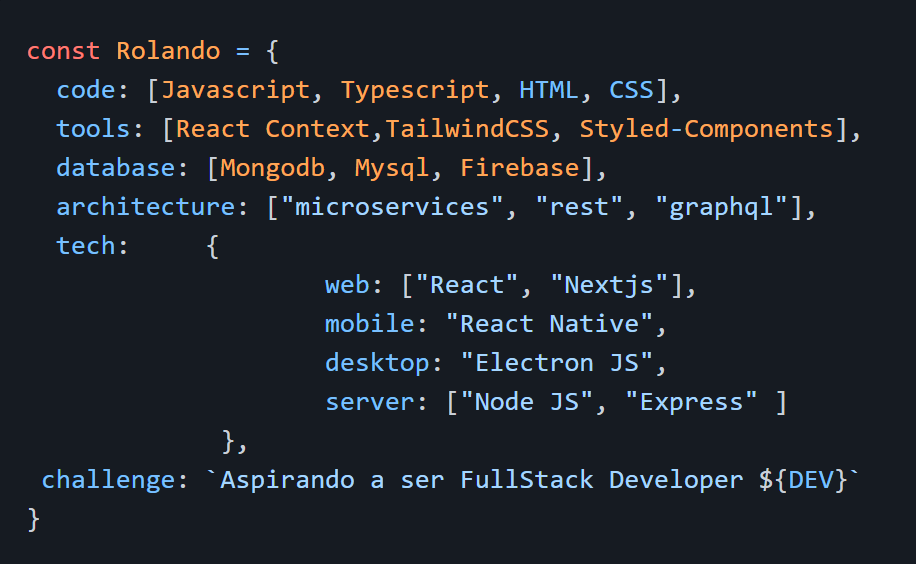 const Rolando = {
  code: [Javascript, Typescript, HTML, CSS],
  tools: [React Context,TailwindCSS, Styled-Components],
  database: [Mongodb, Mysql, Firebase],
  architecture: ["microservices", "rest", "graphql"],
  tech:     {
                    web: ["React", "Nextjs"],
                    mobile: "React Native",
                    desktop: "Electron JS",
                    server: ["Node JS", "Express" ]
             },
 challenge: `Aspirando a ser FullStack Developer ${DEV}`
}